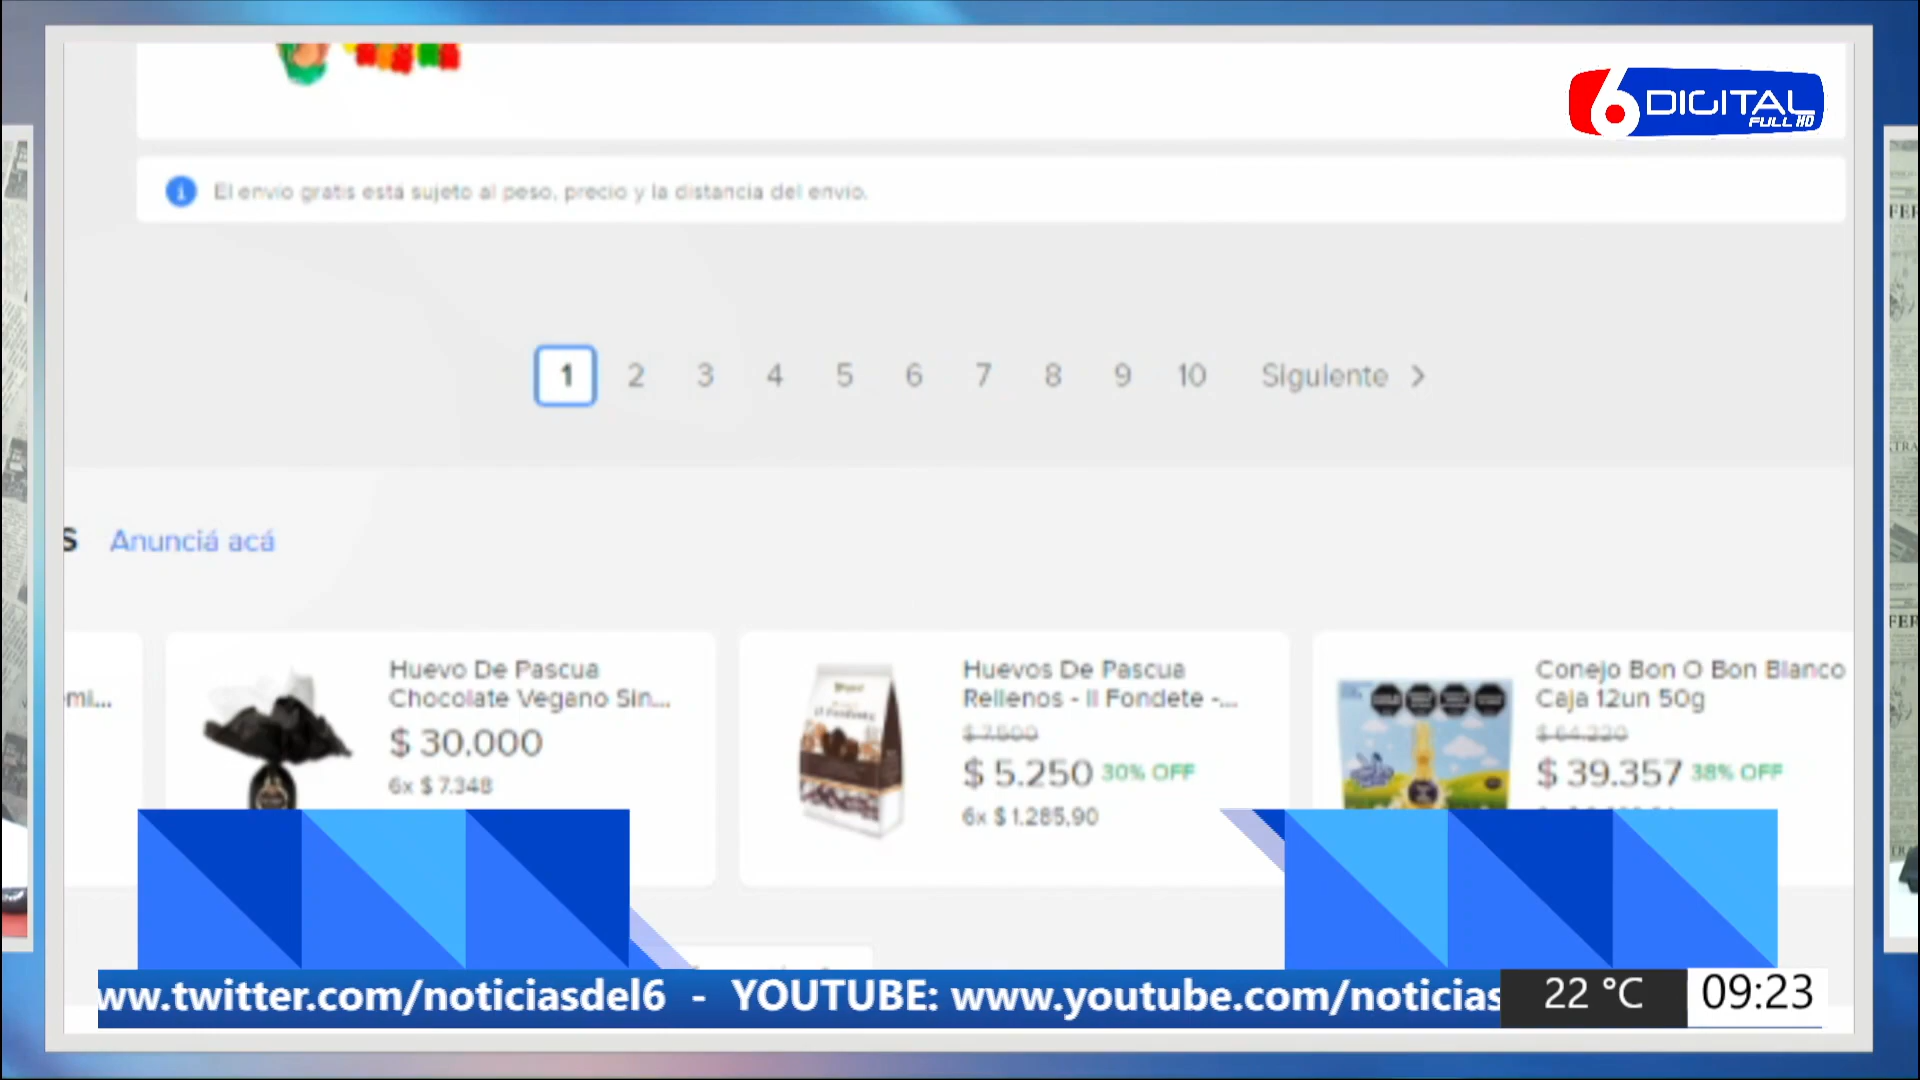 6 DIGITAL
FULL HD
El envío gratis está sujeto al peso, precio y la distancia del envío.
1 2 3 4 5 6 7 8 9 10 Siguiente >
s Anunciá acá
mi...
Huevo De Pascua
Chocolate Vegano Sin...
$ 30.000
6x $ 7.348
Huevos De Pascua
Rellenos - Il Fondete -...
$ 7.500
$ 5.250 30% OFF
6x $ 1.285,90
Conejo Bon O Bon Blanco
Caja 12un 50g
$ 64.220
$ 39.357 38% OFF
ww.twitter.com/noticiasdel6 - YOUTUBE: www.youtube.com/noticias
22 °C
09:23